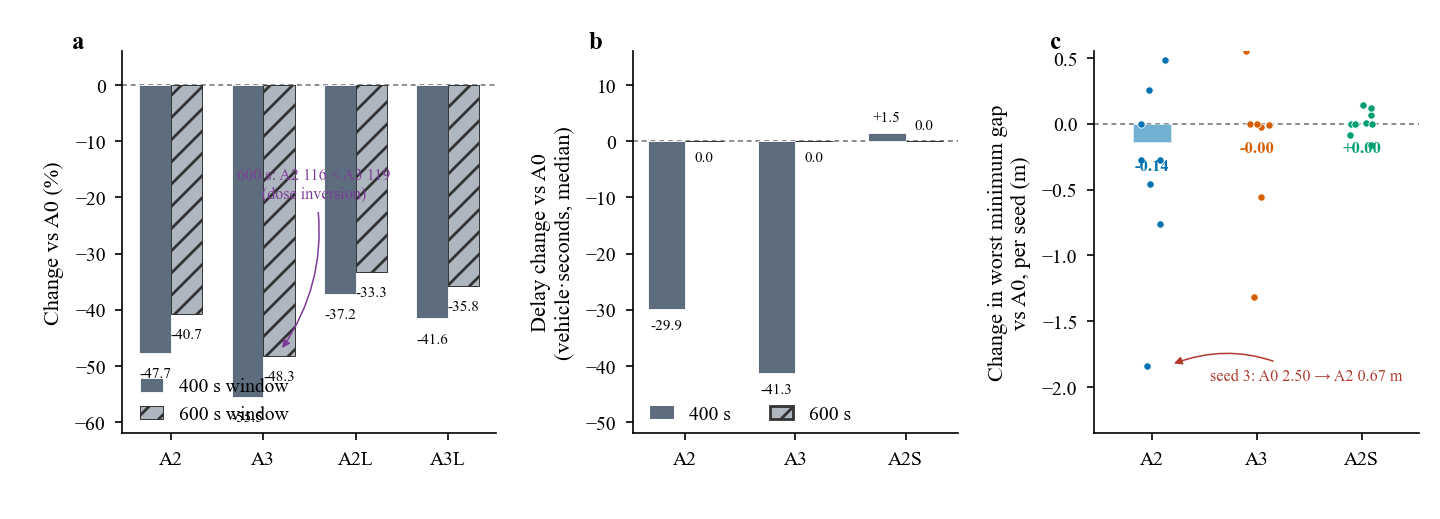 a
Change vs A0 (%)
0
−10
−20
−30
−40
−50
−60
600 s: A2 116 < A3 119
(dose inversion)
-47.7
-40.7
-48.3
-37.2
-33.3
-41.6
-35.8
400 s window
600 s window
A2
A3
A2L
A3L
b
Delay change vs A0
(vehicle·seconds, median)
10
0
−10
−20
−30
−40
−50
-29.9
0.0
-41.3
0.0
+1.5
0.0
400 s
600 s
A2
A3
A2S
c
Change in worst minimum gap
vs A0, per seed (m)
0.5
0.0
−0.5
−1.0
−1.5
−2.0
-0.14
-0.00
+0.00
seed 3: A0 2.50 → A2 0.67 m
A2
A3
A2S